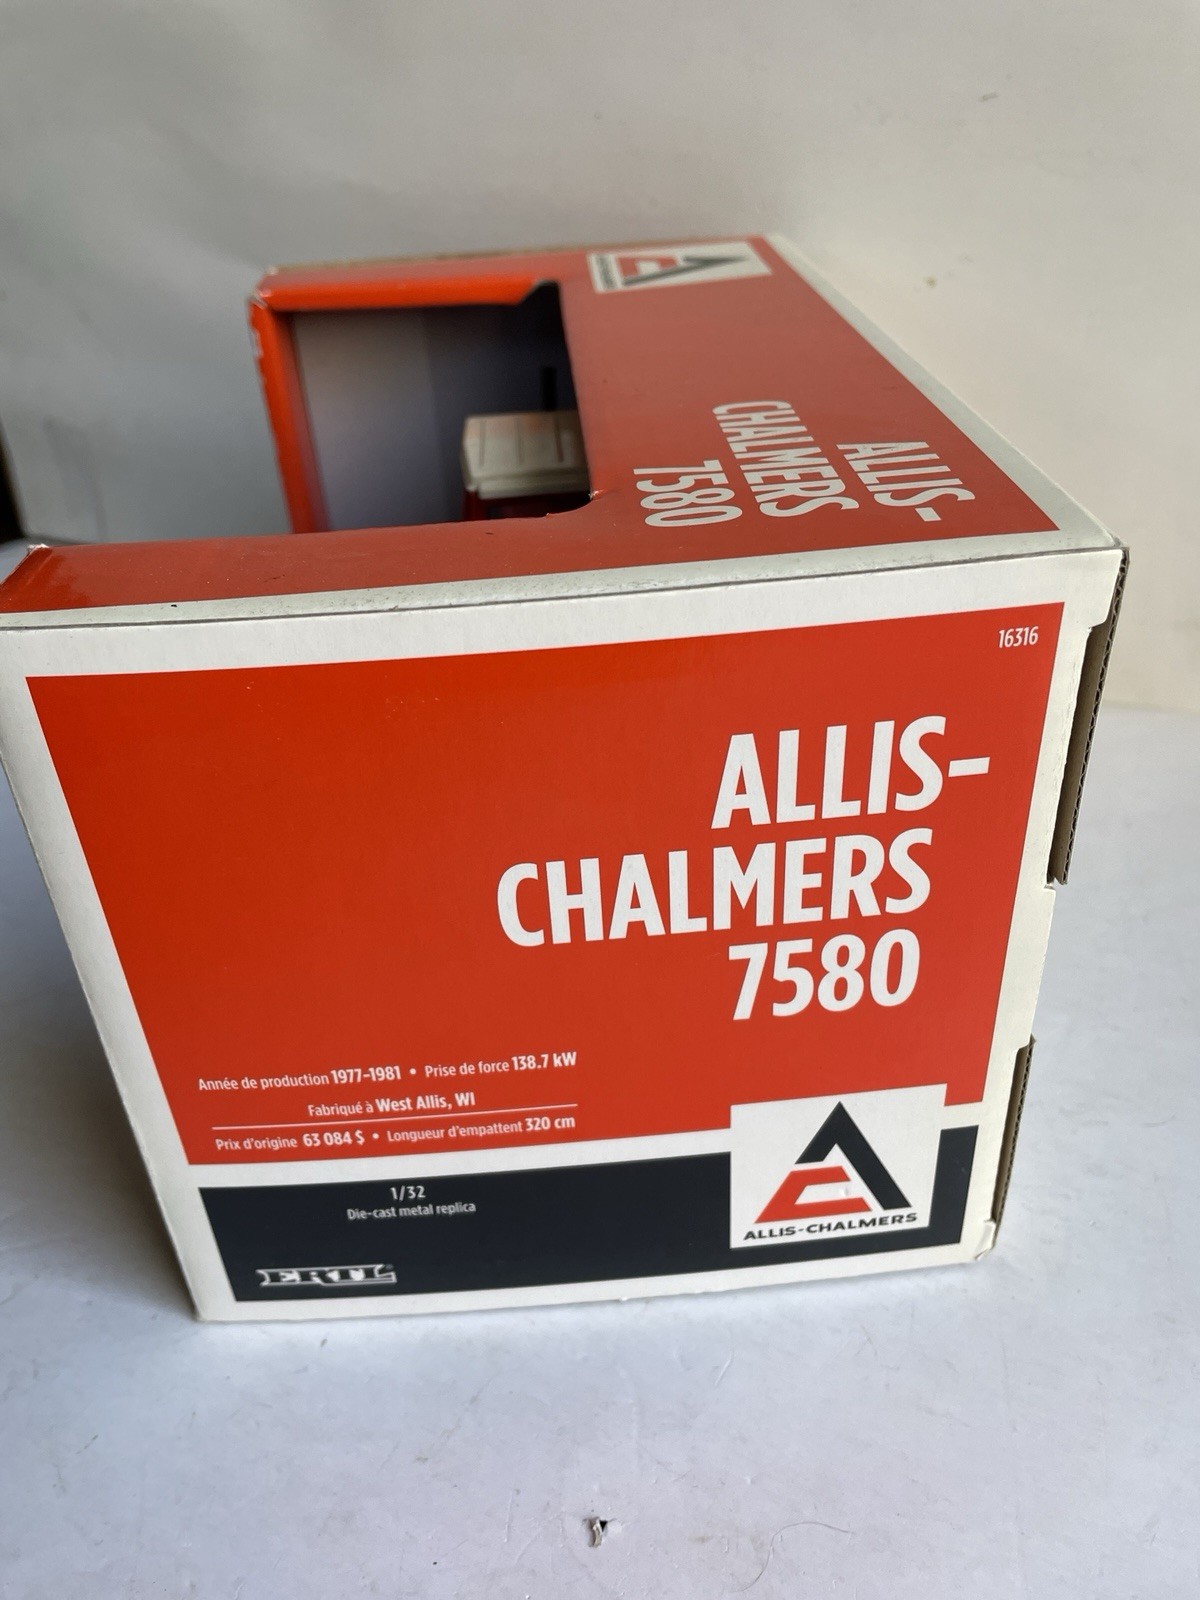 ALLIS-
CHALMERS
7580
16316
ALLIS-
CHALMERS
7580
Année de production 1977-1981 • Prise de force 138.7 kW
Fabriqué à West Allis, WI
Prix d'origine 63 084 $ • Longueur d'empattent 320 cm
1/32
Die-cast metal replica
ERTL
ALLIS-CHALMERS